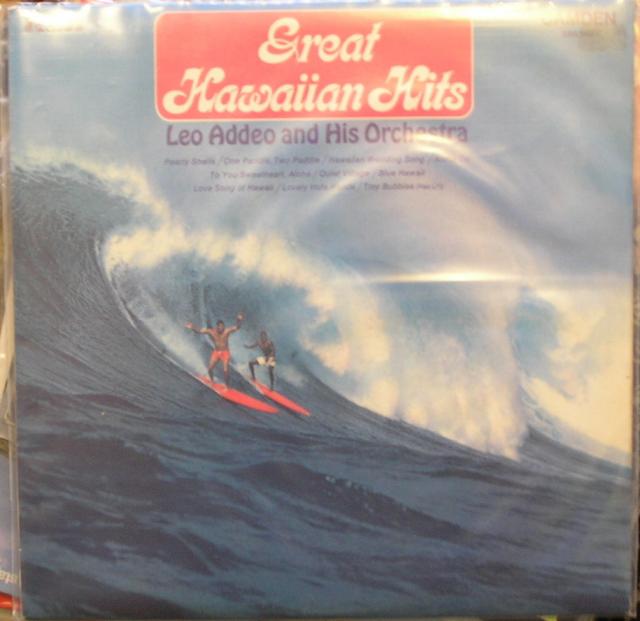 CAMDEN
Great
Hawaiian Hits
Leo Addeo and His Orchestra
Pearly Shells / One Paddle, Two Paddle / Hawaiian Wedding Song /
To You Sweetheart, Aloha / Quiet Village / Blue Hawaii
Love Song of Hawaii / Lovely Hula Hands / Tiny Bubbles